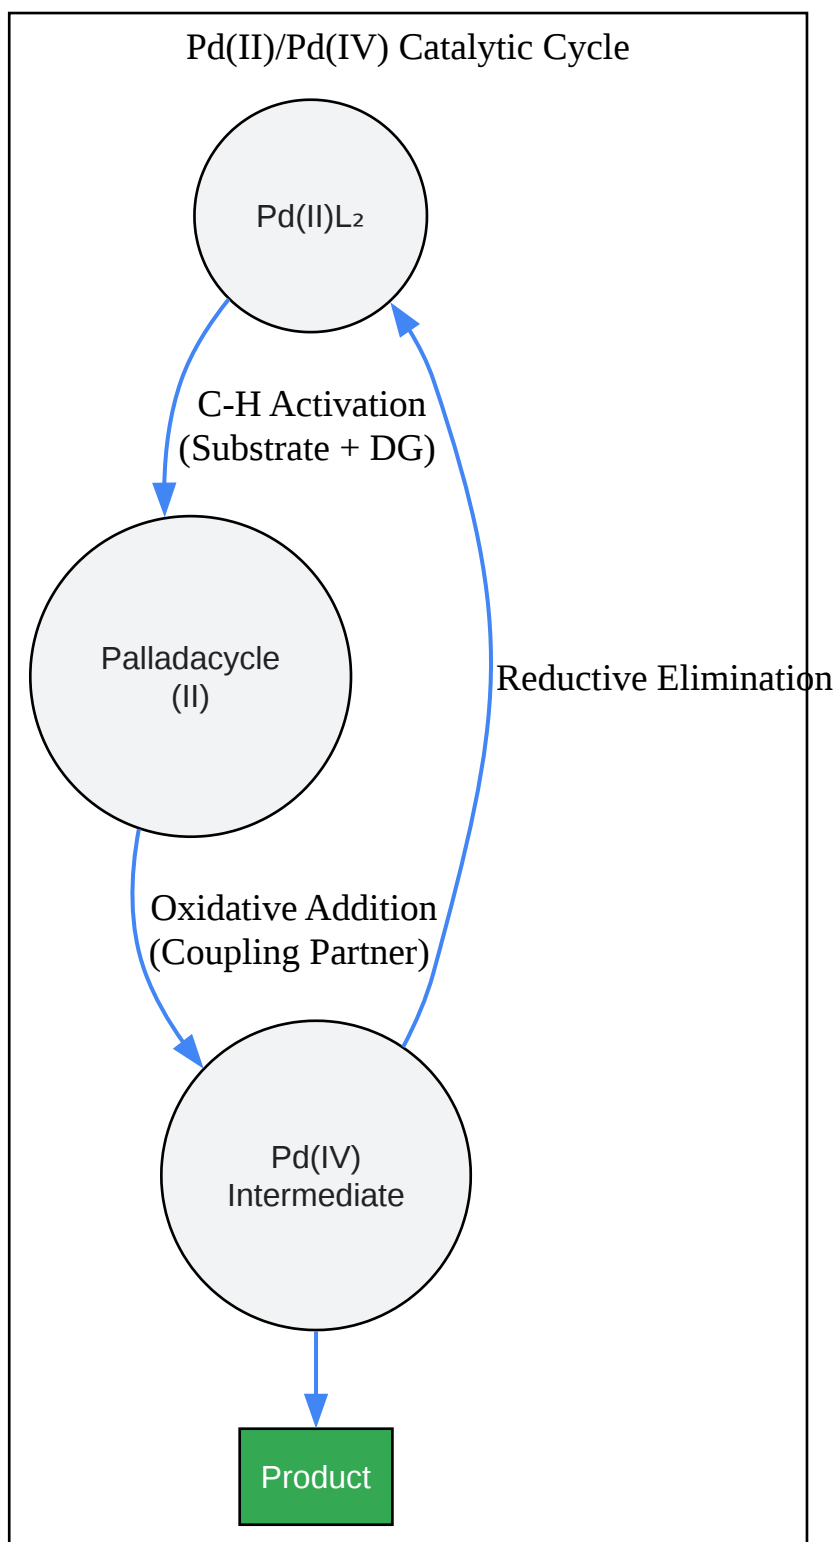 Pd(II)/Pd(IV) Catalytic Cycle
Pd(II)L₂
C-H Activation
(Substrate + DG)
Palladacycle
(II)
Reductive Elimination
Oxidative Addition
(Coupling Partner)
Pd(IV)
Intermediate
Product